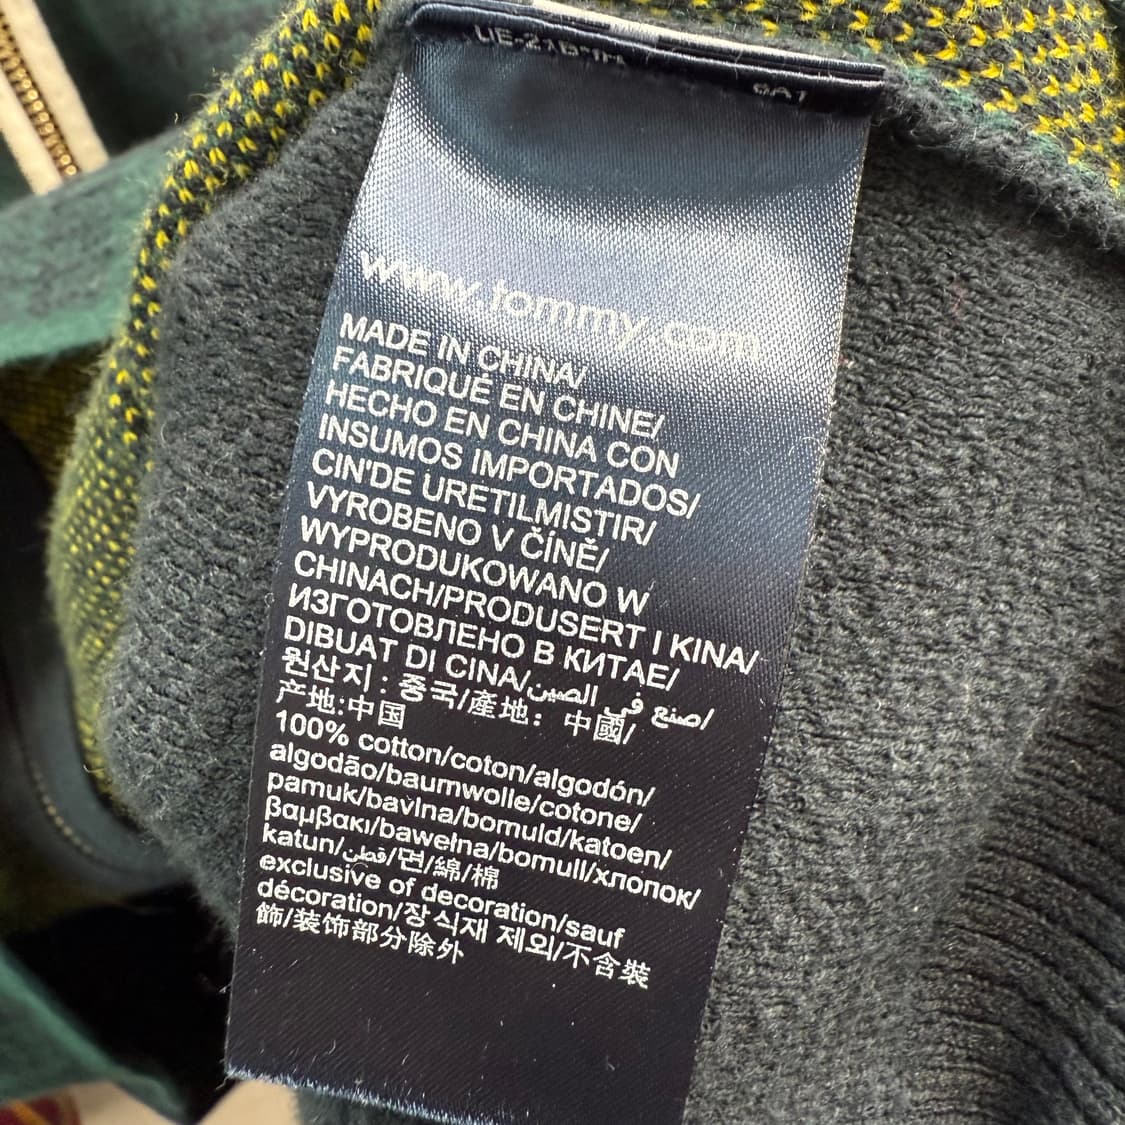 www.tommy.com
MADE IN CHINA/
FABRIQUÉ EN CHINE/
HECHO EN CHINA CON
INSUMOS IMPORTADOS/
CIN'DE URETILMISTIR/
VYROBENO V ČÍNĚ/
WYPRODUKOWANO W
CHINACH/PRODUSERT I KINA/
ИЗГОТОВЛЕНО В КИТАЕ/
DIBUAT DI CINA/صنع في الصين/
원산지: 중국/產地: 中國/
产地:中国
100% cotton/coton/algodón/
algodão/baumwolle/cotone/
pamuk/bavlna/bomuld/katoen/
βαμβακι/bawełna/bomull/хлопок/
katun/قطن/면/綿/棉
exclusive of decoration/sauf
décoration/장식재 제외/不含裝
飾/装饰部分除外